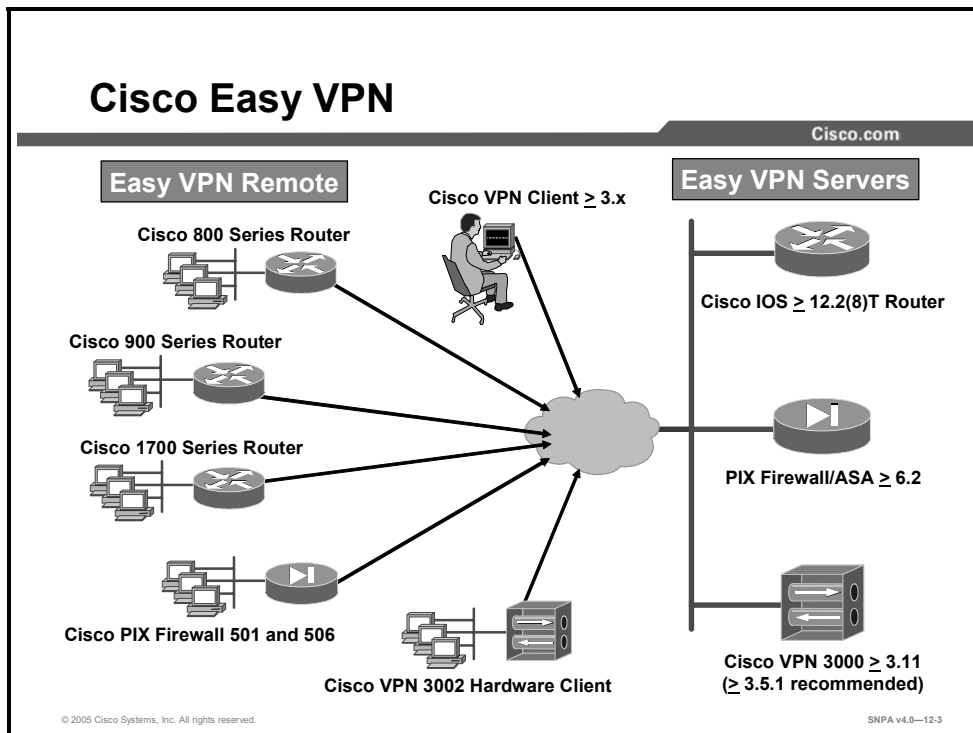 Cisco Easy VPN
Cisco.com
Easy VPN Remote
Easy VPN Servers
Cisco VPN Client ≥ 3.x
Cisco 800 Series Router
Cisco IOS ≥ 12.2(8)T Router
Cisco 900 Series Router
Cisco 1700 Series Router
PIX Firewall/ASA ≥ 6.2
Cisco PIX Firewall 501 and 506
Cisco VPN 3002 Hardware Client
Cisco VPN 3000 ≥ 3.11
(≥ 3.5.1 recommended)
© 2005 Cisco Systems, Inc. All rights reserved.
SNPA v4.0—12-3